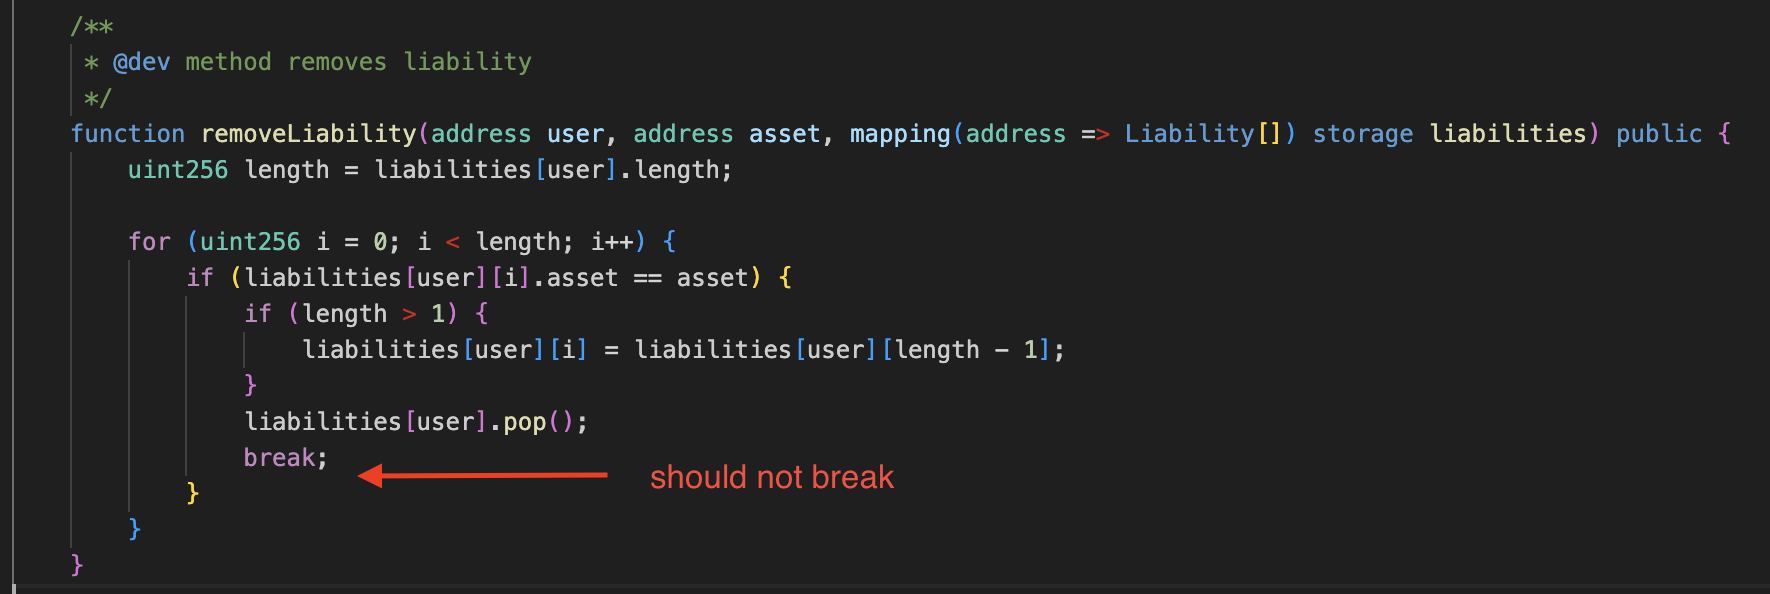 /**
* @dev method removes liability
*/
function removeLiability(address user, address asset, mapping(address => Liability[]) storage liabilities) public {
uint256 length = liabilities[user].length;
for (uint256 i = 0; i < length; i++) {
if (liabilities[user][i].asset == asset) {
if (length > 1) {
liabilities[user][i] = liabilities[user][length - 1];
}
liabilities[user].pop();
break;
should not break
}
}
}